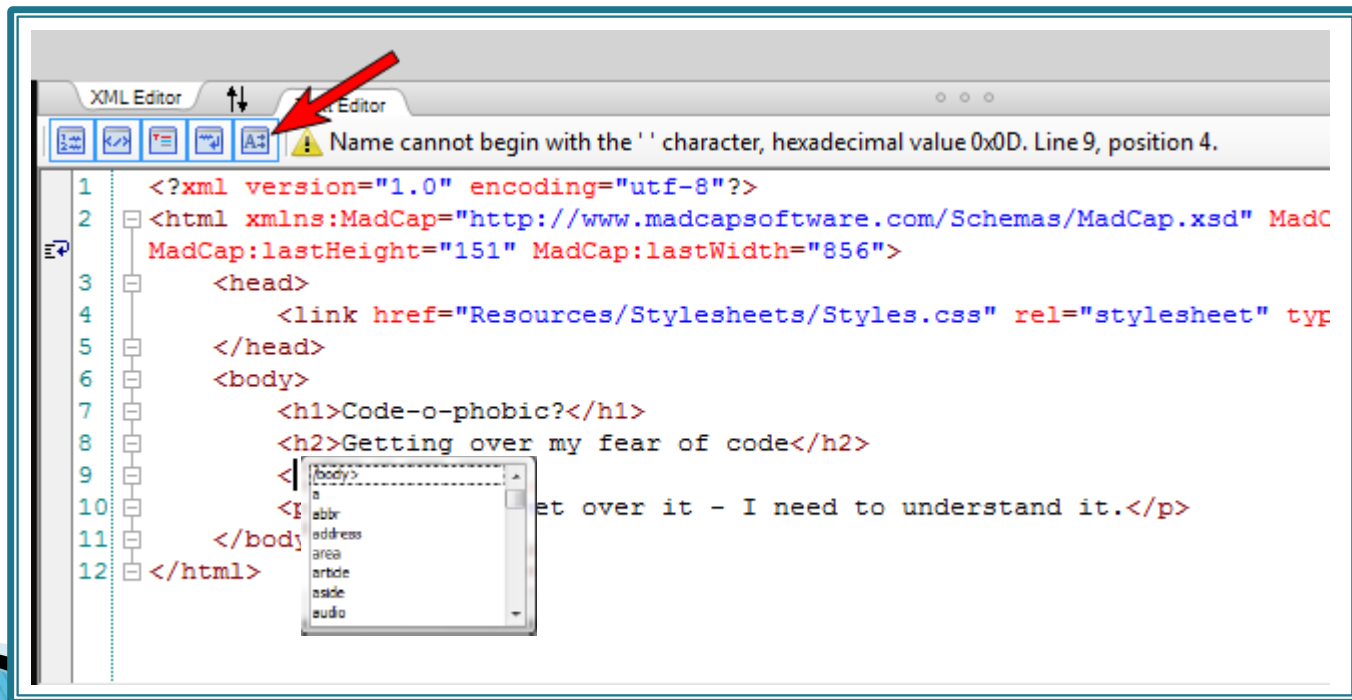 XML Editor
Editor
Name cannot begin with the ' ' character, hexadecimal value 0x0D. Line 9, position 4.
1 <?xml version="1.0" encoding="utf-8"?>
2 <html xmlns:MadCap="http://www.madcapsoftware.com/Schemas/MadCap.xsd" MadC
MadCap:lastHeight="151" MadCap:lastWidth="856">
3 <head>
4 <link href="Resources/Stylesheets/Styles.css" rel="stylesheet" typ
5 </head>
6 <body>
7 <h1>Code-o-phobic?</h1>
8 <h2>Getting over my fear of code</h2>
9 <
10 <p et over it - I need to understand it.</p>
11 </body
12 </html>
/body>
a
abbr
address
area
article
aside
audio